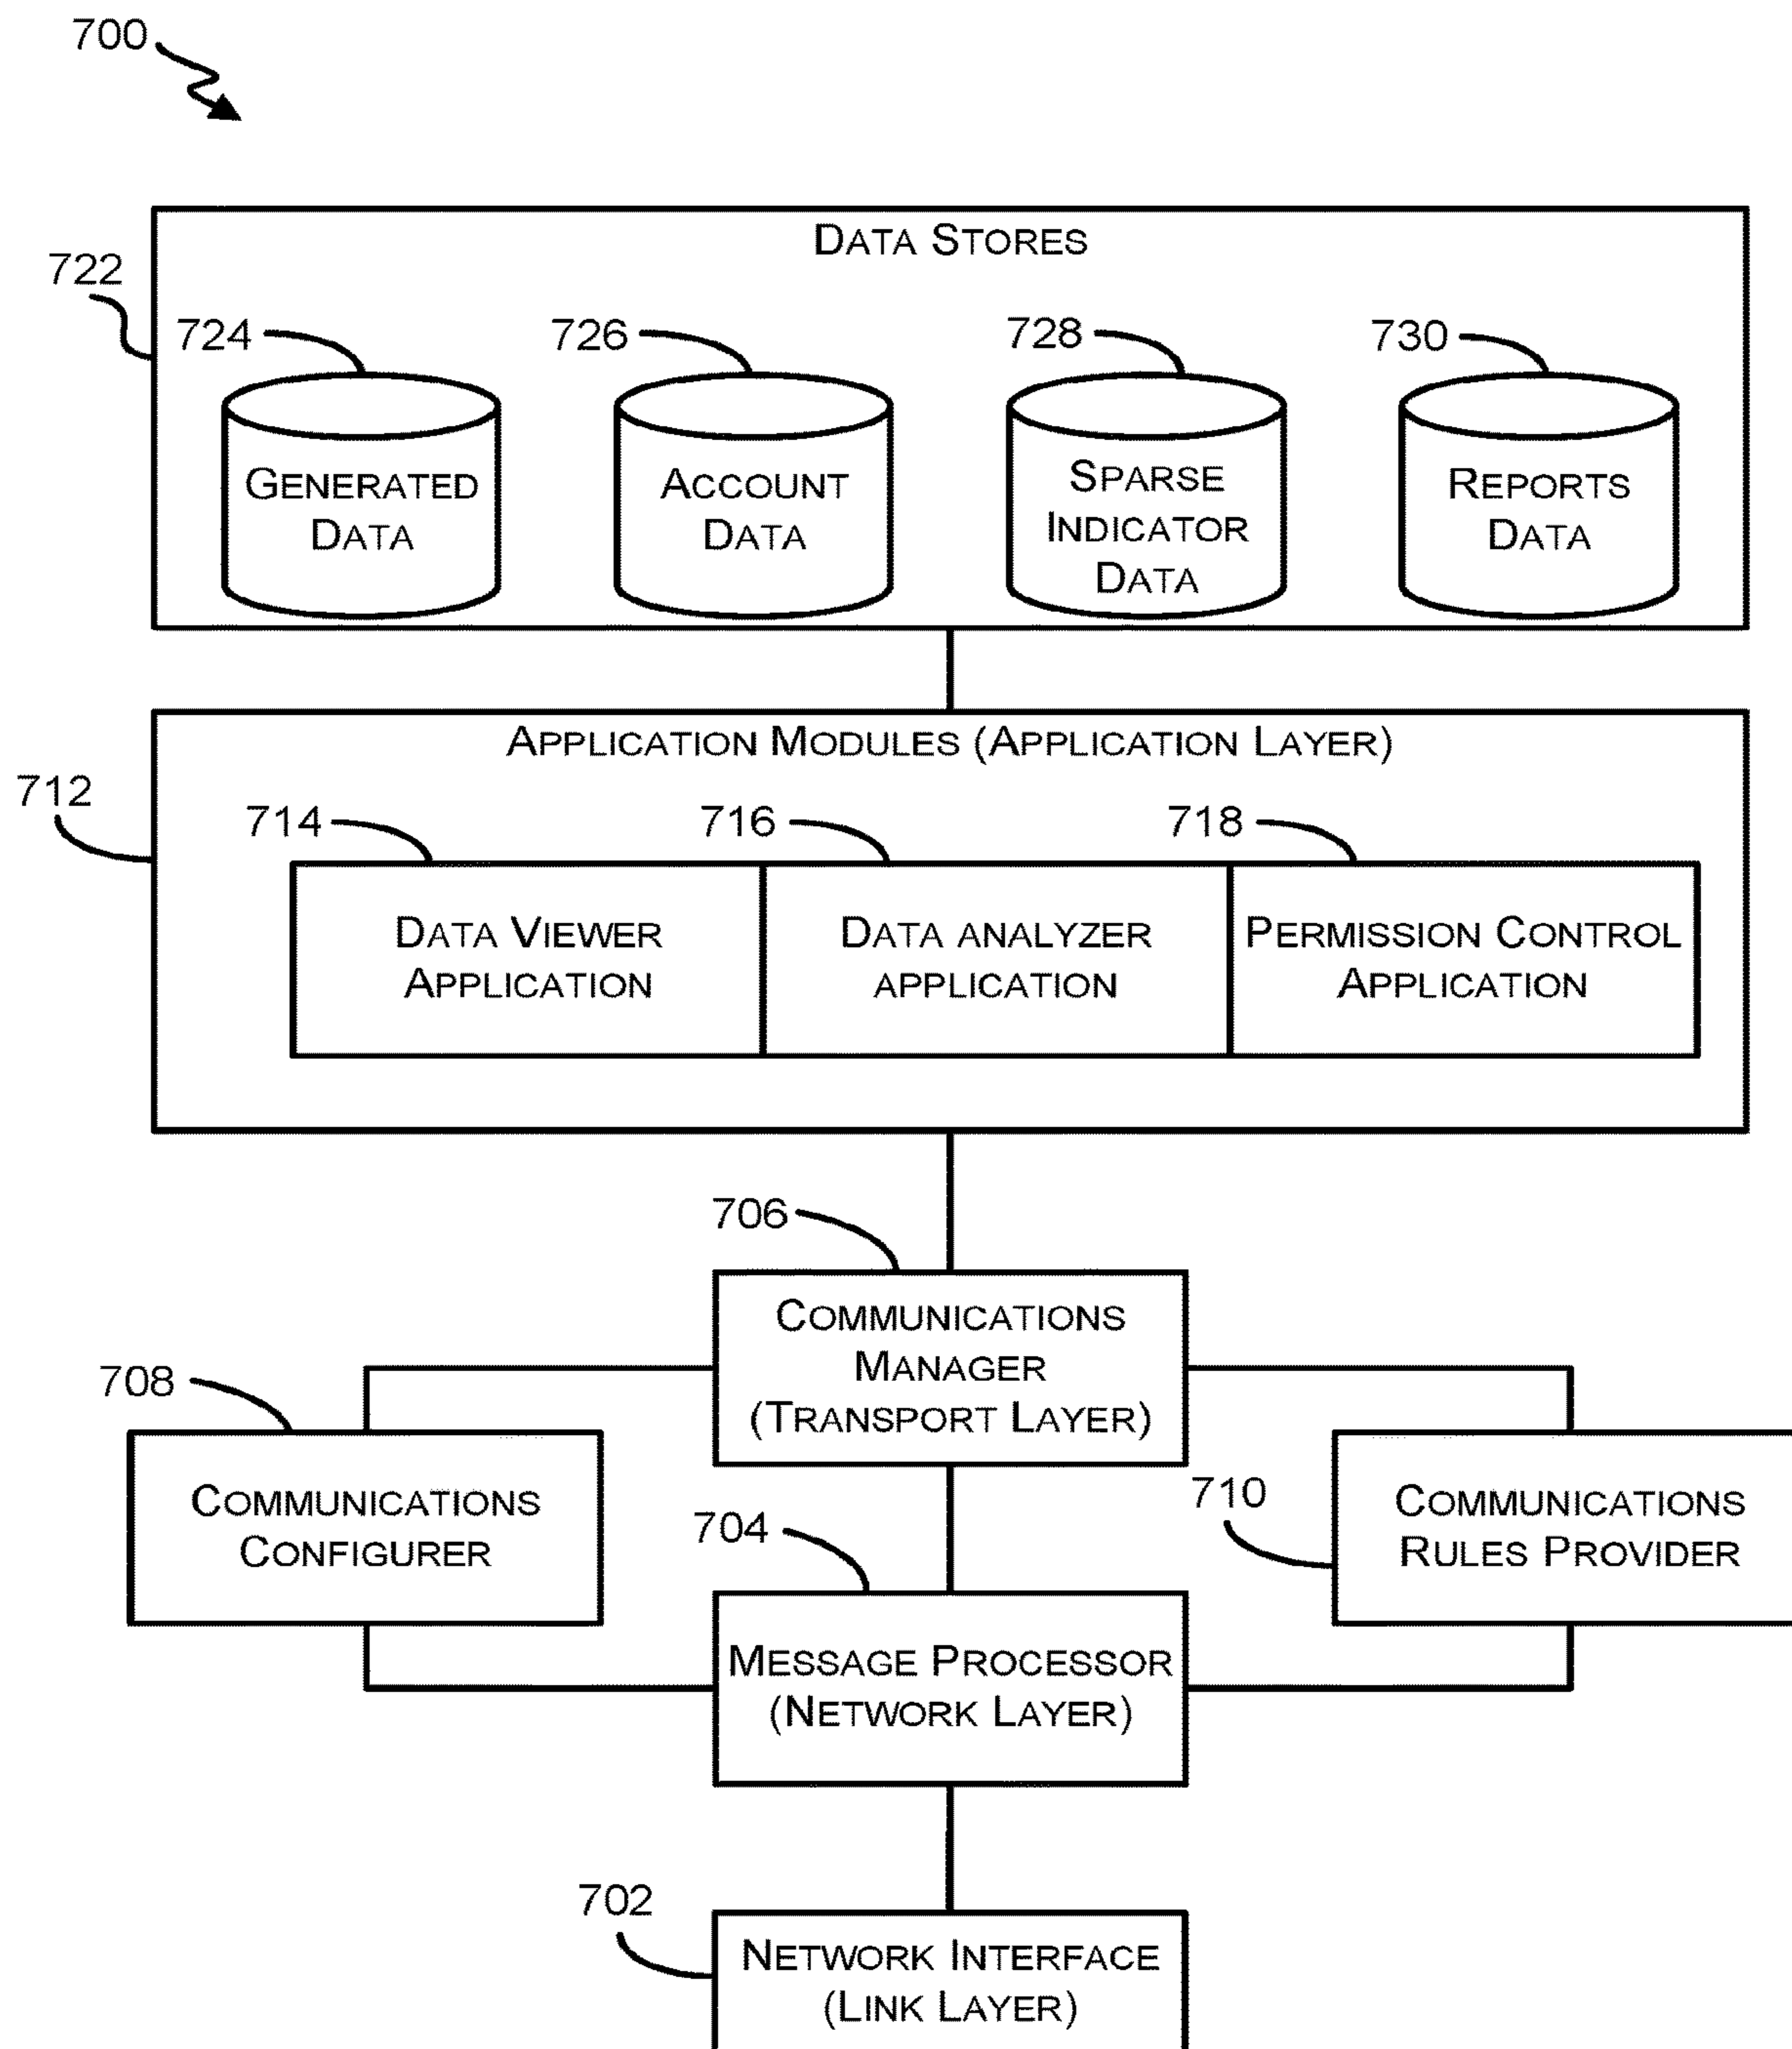 700
DATA STORES
722
724
726
728
730
GENERATED
DATA
ACCOUNT
DATA
SPARSE
INDICATOR
DATA
REPORTS
DATA
APPLICATION MODULES (APPLICATION LAYER)
712
714
716
718
DATA VIEWER
APPLICATION
DATA ANALYZER
APPLICATION
PERMISSION CONTROL
APPLICATION
706
COMMUNICATIONS
MANAGER
(TRANSPORT LAYER)
708
COMMUNICATIONS
CONFIGURER
710
COMMUNICATIONS
RULES PROVIDER
704
MESSAGE PROCESSOR
(NETWORK LAYER)
702
NETWORK INTERFACE
(LINK LAYER)